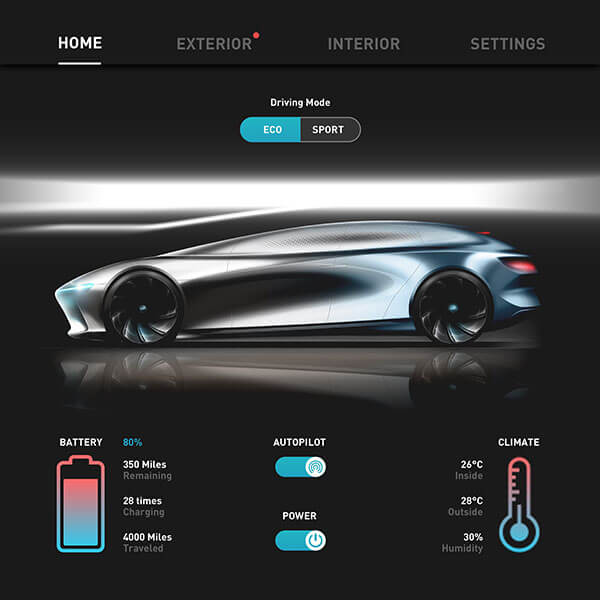 HOME EXTERIOR INTERIOR SETTINGS
Driving Mode
ECO SPORT
BATTERY 80%
350 Miles
Remaining
28 times
Charging
4000 Miles
Traveled
AUTOPILOT
POWER
CLIMATE
26°C
Inside
28°C
Outside
30%
Humidity